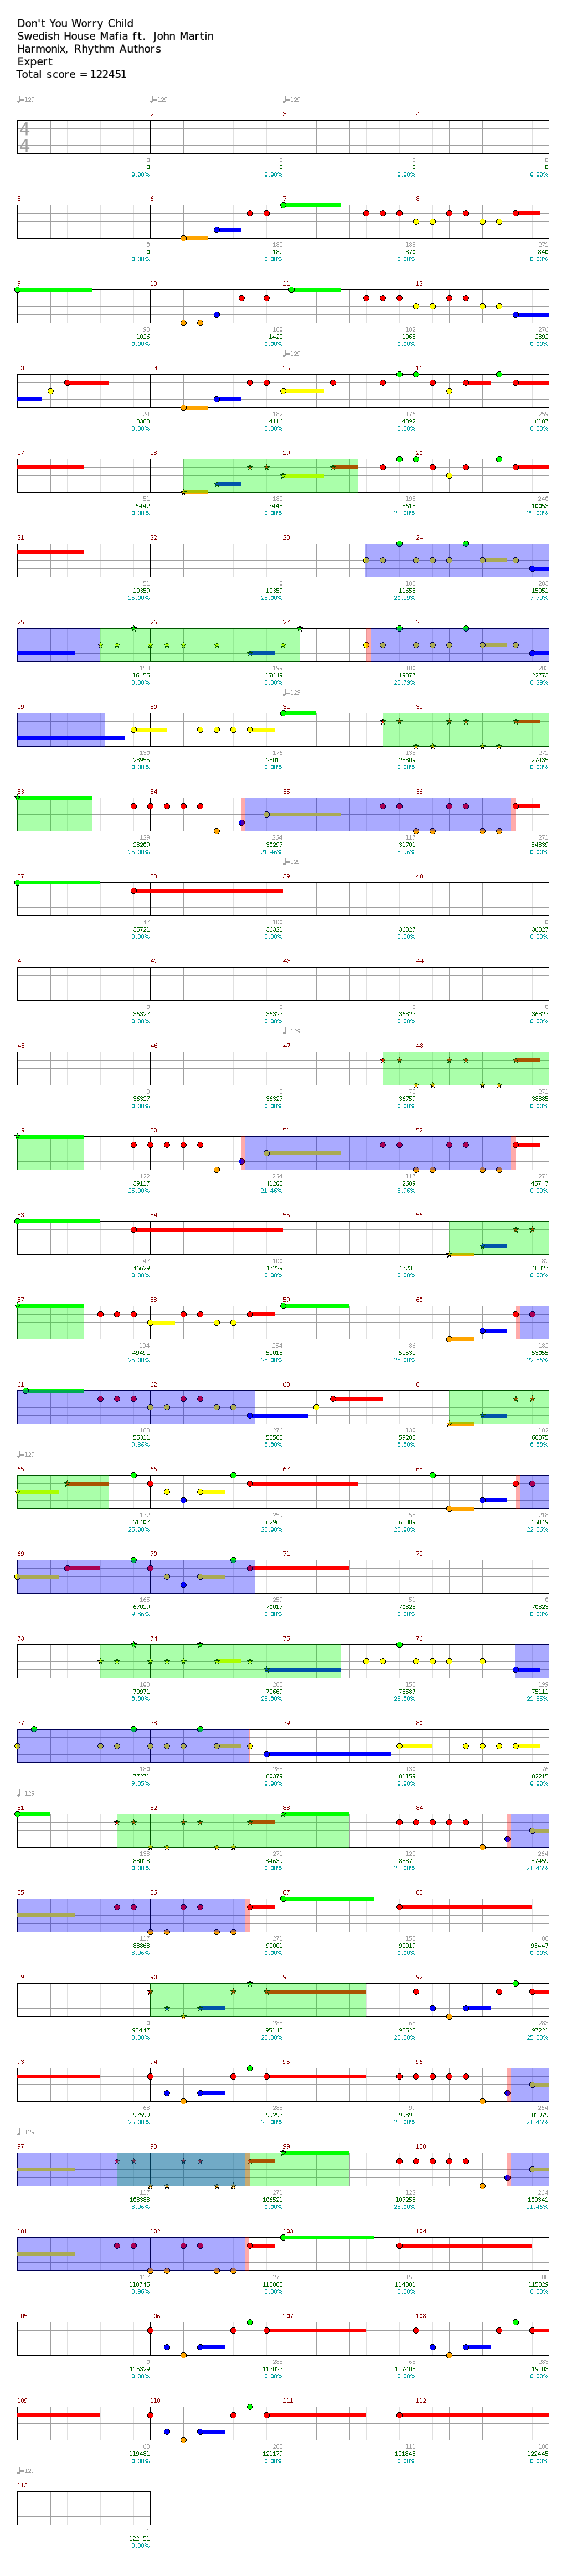 Don't You Worry Child
Swedish House Mafia ft. John Martin
Harmonix, Rhythm Authors
Expert
Total score = 122451
♩=129 ♩=129 ♩=129
1 2 3 4
4
4
0 0 0 0
0 0 0 0
0.00% 0.00% 0.00% 0.00%
5 6 7 8
0 182 188 271
0 182 370 840
0.00% 0.00% 0.00% 0.00%
9 10 11 12
93 180 182 276
1026 1422 1968 2892
0.00% 0.00% 0.00% 0.00%
♩=129
13 14 15 16
124 182 176 259
3388 4116 4892 6187
0.00% 0.00% 0.00% 0.00%
17 18 19 20
51 182 195 240
6442 7443 8613 10053
0.00% 0.00% 25.00% 25.00%
21 22 23 24
51 0 108 203
10359 10359 11655 15051
25.00% 25.00% 20.29% 7.79%
25 26 27 28
153 199 180 283
16455 17649 19377 22773
0.00% 0.00% 20.79% 8.29%
♩=129
29 30 31 32
130 176 133 271
23955 25011 25809 27435
0.00% 0.00% 0.00% 0.00%
33 34 35 36
129 264 117 271
28209 30297 31701 34839
25.00% 21.46% 8.96% 0.00%
♩=129
37 38 39 40
147 100 1 0
35721 36321 36327 36327
0.00% 0.00% 0.00% 0.00%
41 42 43 44
0 0 0 0
36327 36327 36327 36327
0.00% 0.00% 0.00% 0.00%
♩=129
45 46 47 48
0 0 72 271
36327 36327 36759 38385
0.00% 0.00% 0.00% 0.00%
49 50 51 52
122 264 117 271
39117 41205 42609 45747
25.00% 21.46% 8.96% 0.00%
53 54 55 56
147 100 1 182
46629 47229 47235 48327
0.00% 0.00% 0.00% 0.00%
57 58 59 60
194 254 86 182
49491 51015 51531 53055
25.00% 25.00% 25.00% 22.36%
61 62 63 64
188 276 130 182
55311 58503 59283 60375
9.86% 0.00% 0.00% 0.00%
♩=129
65 66 67 68
172 259 58 218
61407 62961 63309 65049
25.00% 25.00% 25.00% 22.36%
69 70 71 72
165 259 51 0
67029 70017 70323 70323
9.86% 0.00% 0.00% 0.00%
73 74 75 76
108 283 153 199
70971 72669 73587 75111
0.00% 25.00% 25.00% 21.85%
77 78 79 80
180 283 130 176
77271 80379 81159 82215
9.35% 0.00% 0.00% 0.00%
♩=129
81 82 83 84
133 271 122 264
83013 84639 85371 87459
0.00% 0.00% 25.00% 21.46%
85 86 87 88
117 271 153 88
88863 92001 92919 93447
8.96% 0.00% 0.00% 0.00%
89 90 91 92
0 283 63 283
93447 95145 95523 97221
0.00% 25.00% 25.00% 25.00%
93 94 95 96
63 283 99 264
97599 99297 99891 101979
25.00% 25.00% 25.00% 21.46%
♩=129
97 98 99 100
117 271 122 264
103383 106521 107253 109341
8.96% 0.00% 25.00% 21.46%
101 102 103 104
117 271 153 88
110745 113883 114801 115329
8.96% 0.00% 0.00% 0.00%
105 106 107 108
0 283 63 283
115329 117027 117405 119103
0.00% 0.00% 0.00% 0.00%
109 110 111 112
63 283 111 100
119481 121179 121845 122445
0.00% 0.00% 0.00% 0.00%
♩=129
113
1
122451
0.00%